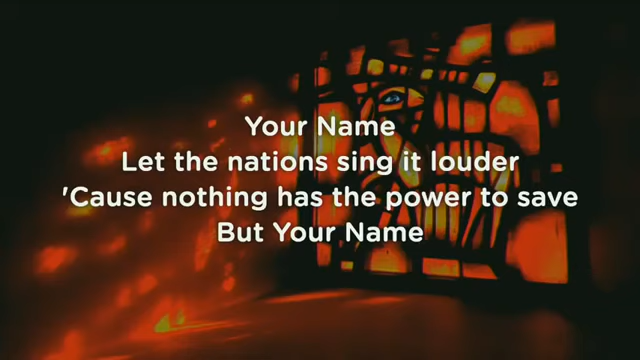 Your Name
Let the nations sing it louder
'Cause nothing has the power to save
But Your Name